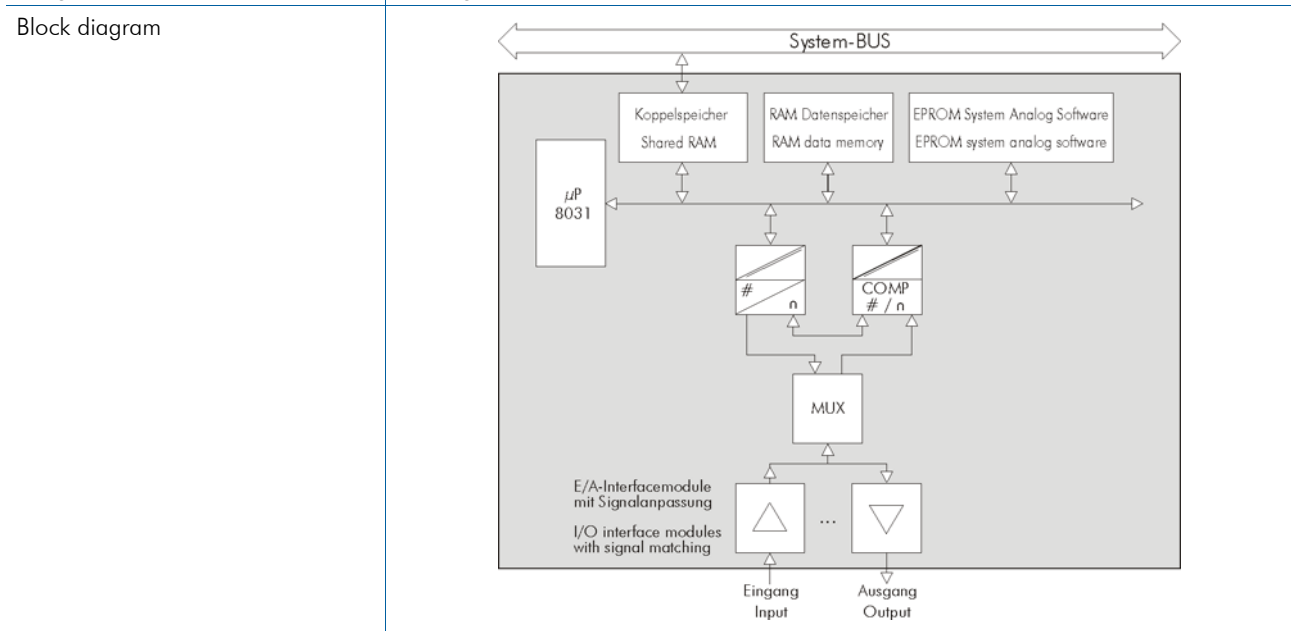 Block diagram
System-BUS
Koppelspeicher
Shared RAM
RAM Datenspeicher
RAM data memory
EPROM System Analog Software
EPROM system analog software
µP
8031
#
n
COMP
# / n
MUX
E/A-Interfacemodule
mit Signalanpassung
I/O interface modules
with signal matching
...
Eingang
Input
Ausgang
Output